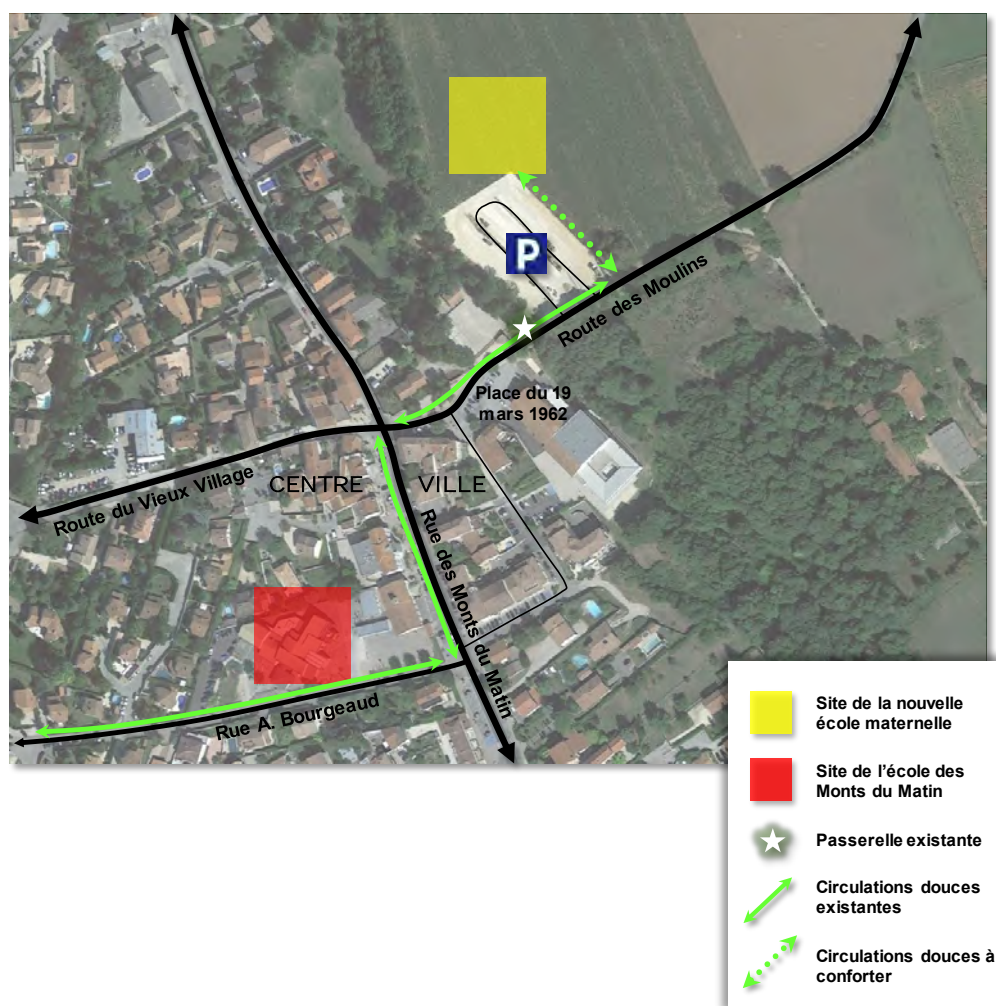 P
Route des Moulins
Place du 19
mars 1962
CENTRE VILLE
Route du Vieux Village
Rue des Monts du Matin
Rue A. Bourgeaud
Site de la nouvelle
école maternelle
Site de l'école des
Monts du Matin
Passerelle existante
Circulations douces
existantes
Circulations douces à
conforter